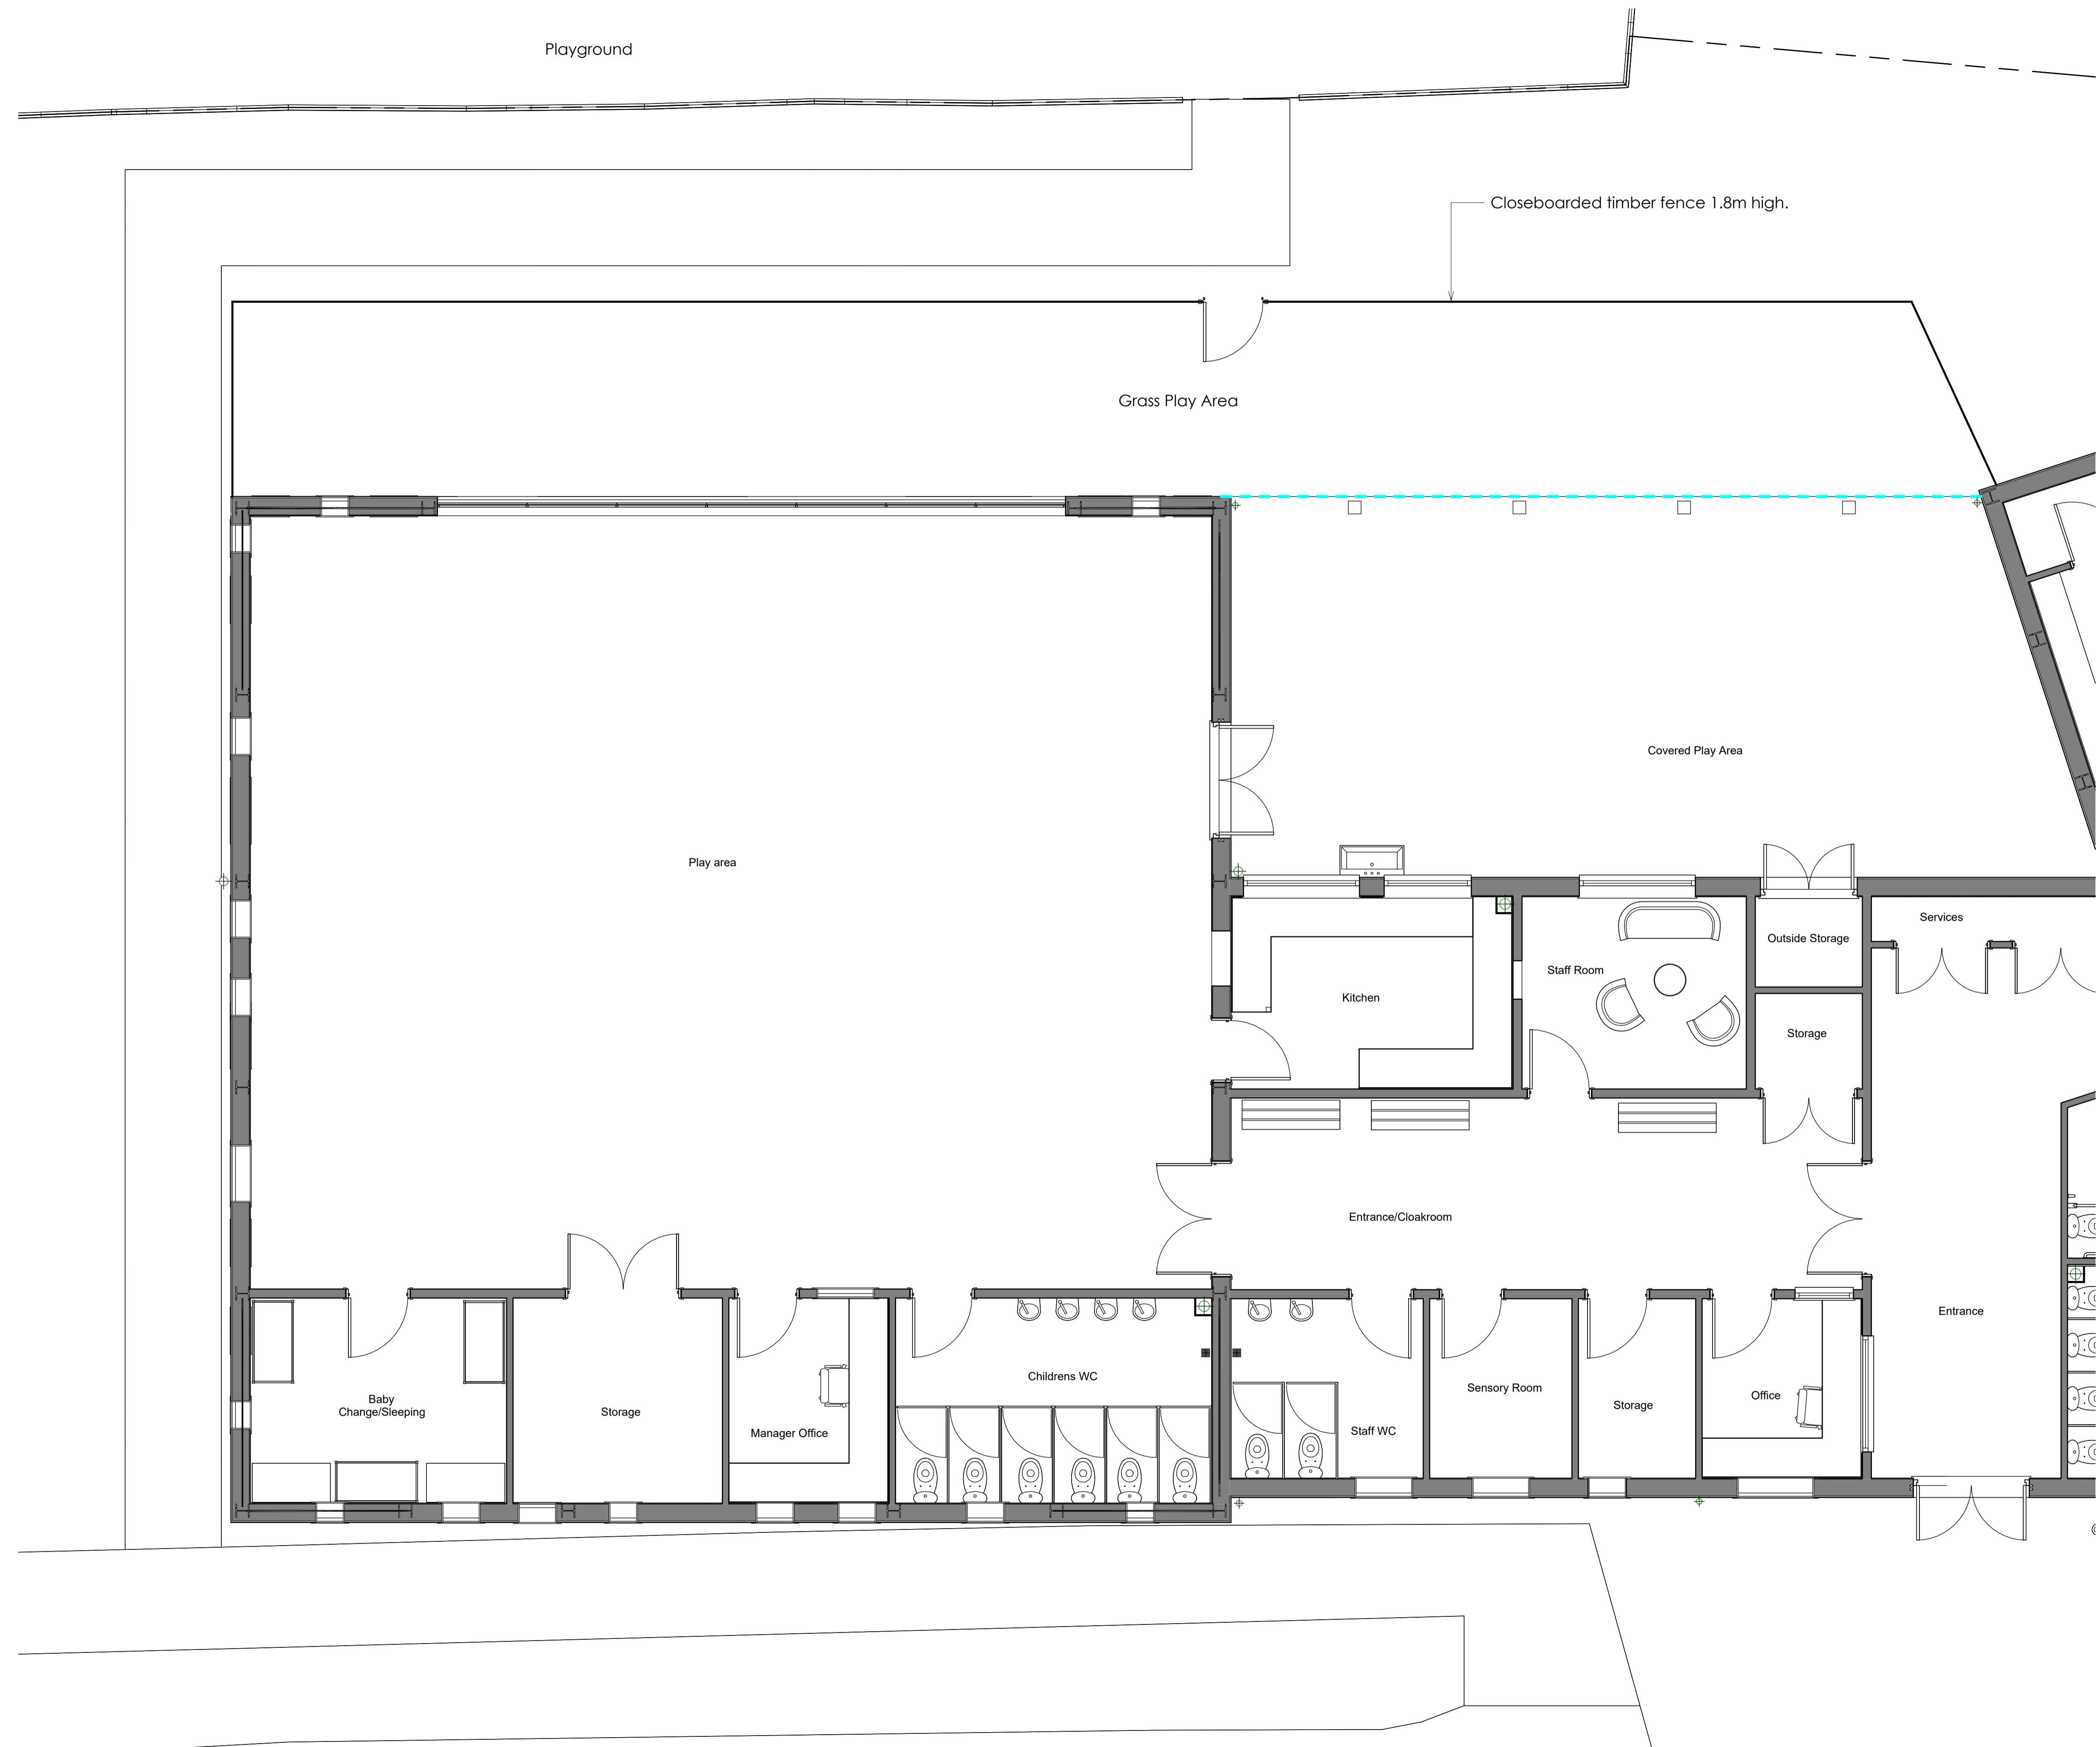 Playground
Closeboarded timber fence 1.8m high.
Grass Play Area
Covered Play Area
Play area
Services
Outside Storage
Staff Room
Kitchen
Storage
Entrance/Cloakroom
Entrance
Childrens WC
Sensory Room
Office
Baby
Change/Sleeping
Storage
Storage
Staff WC
Manager Office